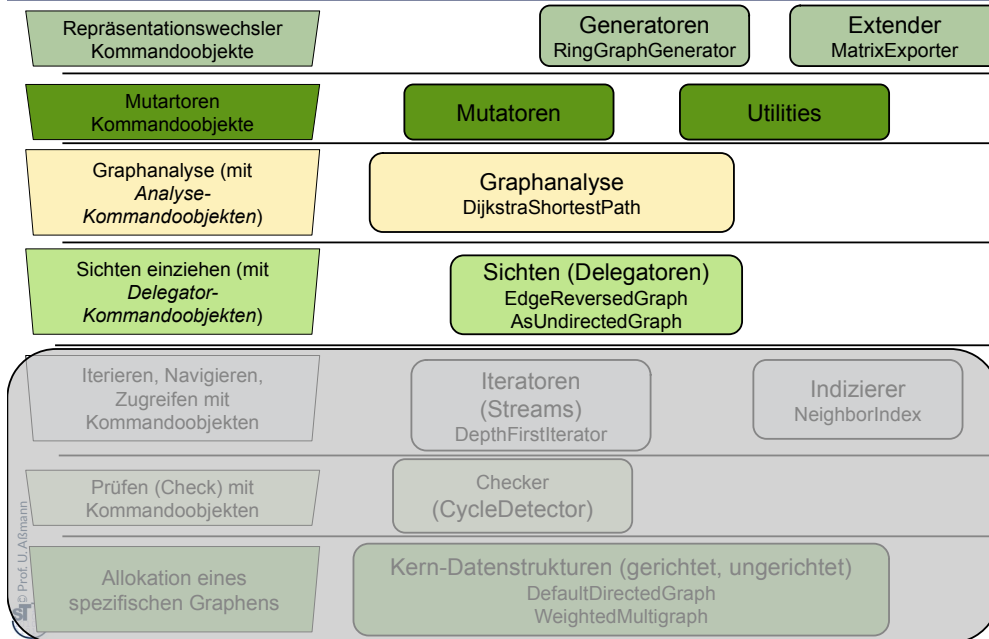 Repräsentationswechsler
Kommandoobjekte
Generatoren
RingGraphGenerator
Extender
MatrixExporter
Mutartoren
Kommandoobjekte
Mutatoren
Utilities
Graphanalyse (mit
Analyse-
Kommandoobjekten)
Graphanalyse
DijkstraShortestPath
Sichten einziehen (mit
Delegator-
Kommandoobjekten)
Sichten (Delegatoren)
EdgeReversedGraph
AsUndirectedGraph
Iterieren, Navigieren,
Zugreifen mit
Kommandoobjekten
Iteratoren
(Streams)
DepthFirstIterator
Indizierer
NeighborIndex
Prüfen (Check) mit
Kommandoobjekten
Checker
(CycleDetector)
Allokation eines
spezifischen Graphens
Kern-Datenstrukturen (gerichtet, ungerichtet)
DefaultDirectedGraph
WeightedMultigraph
© Prof. U. Aßmann
ST